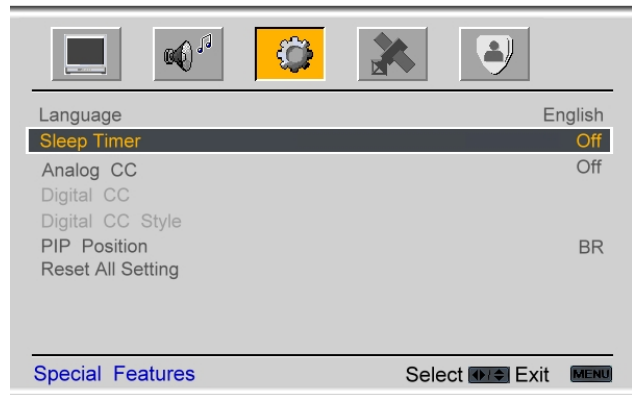 Language English
Sleep Timer Off
Analog CC Off
Digital CC
Digital CC Style
PIP Position BR
Reset All Setting
Special Features Select Exit MENU